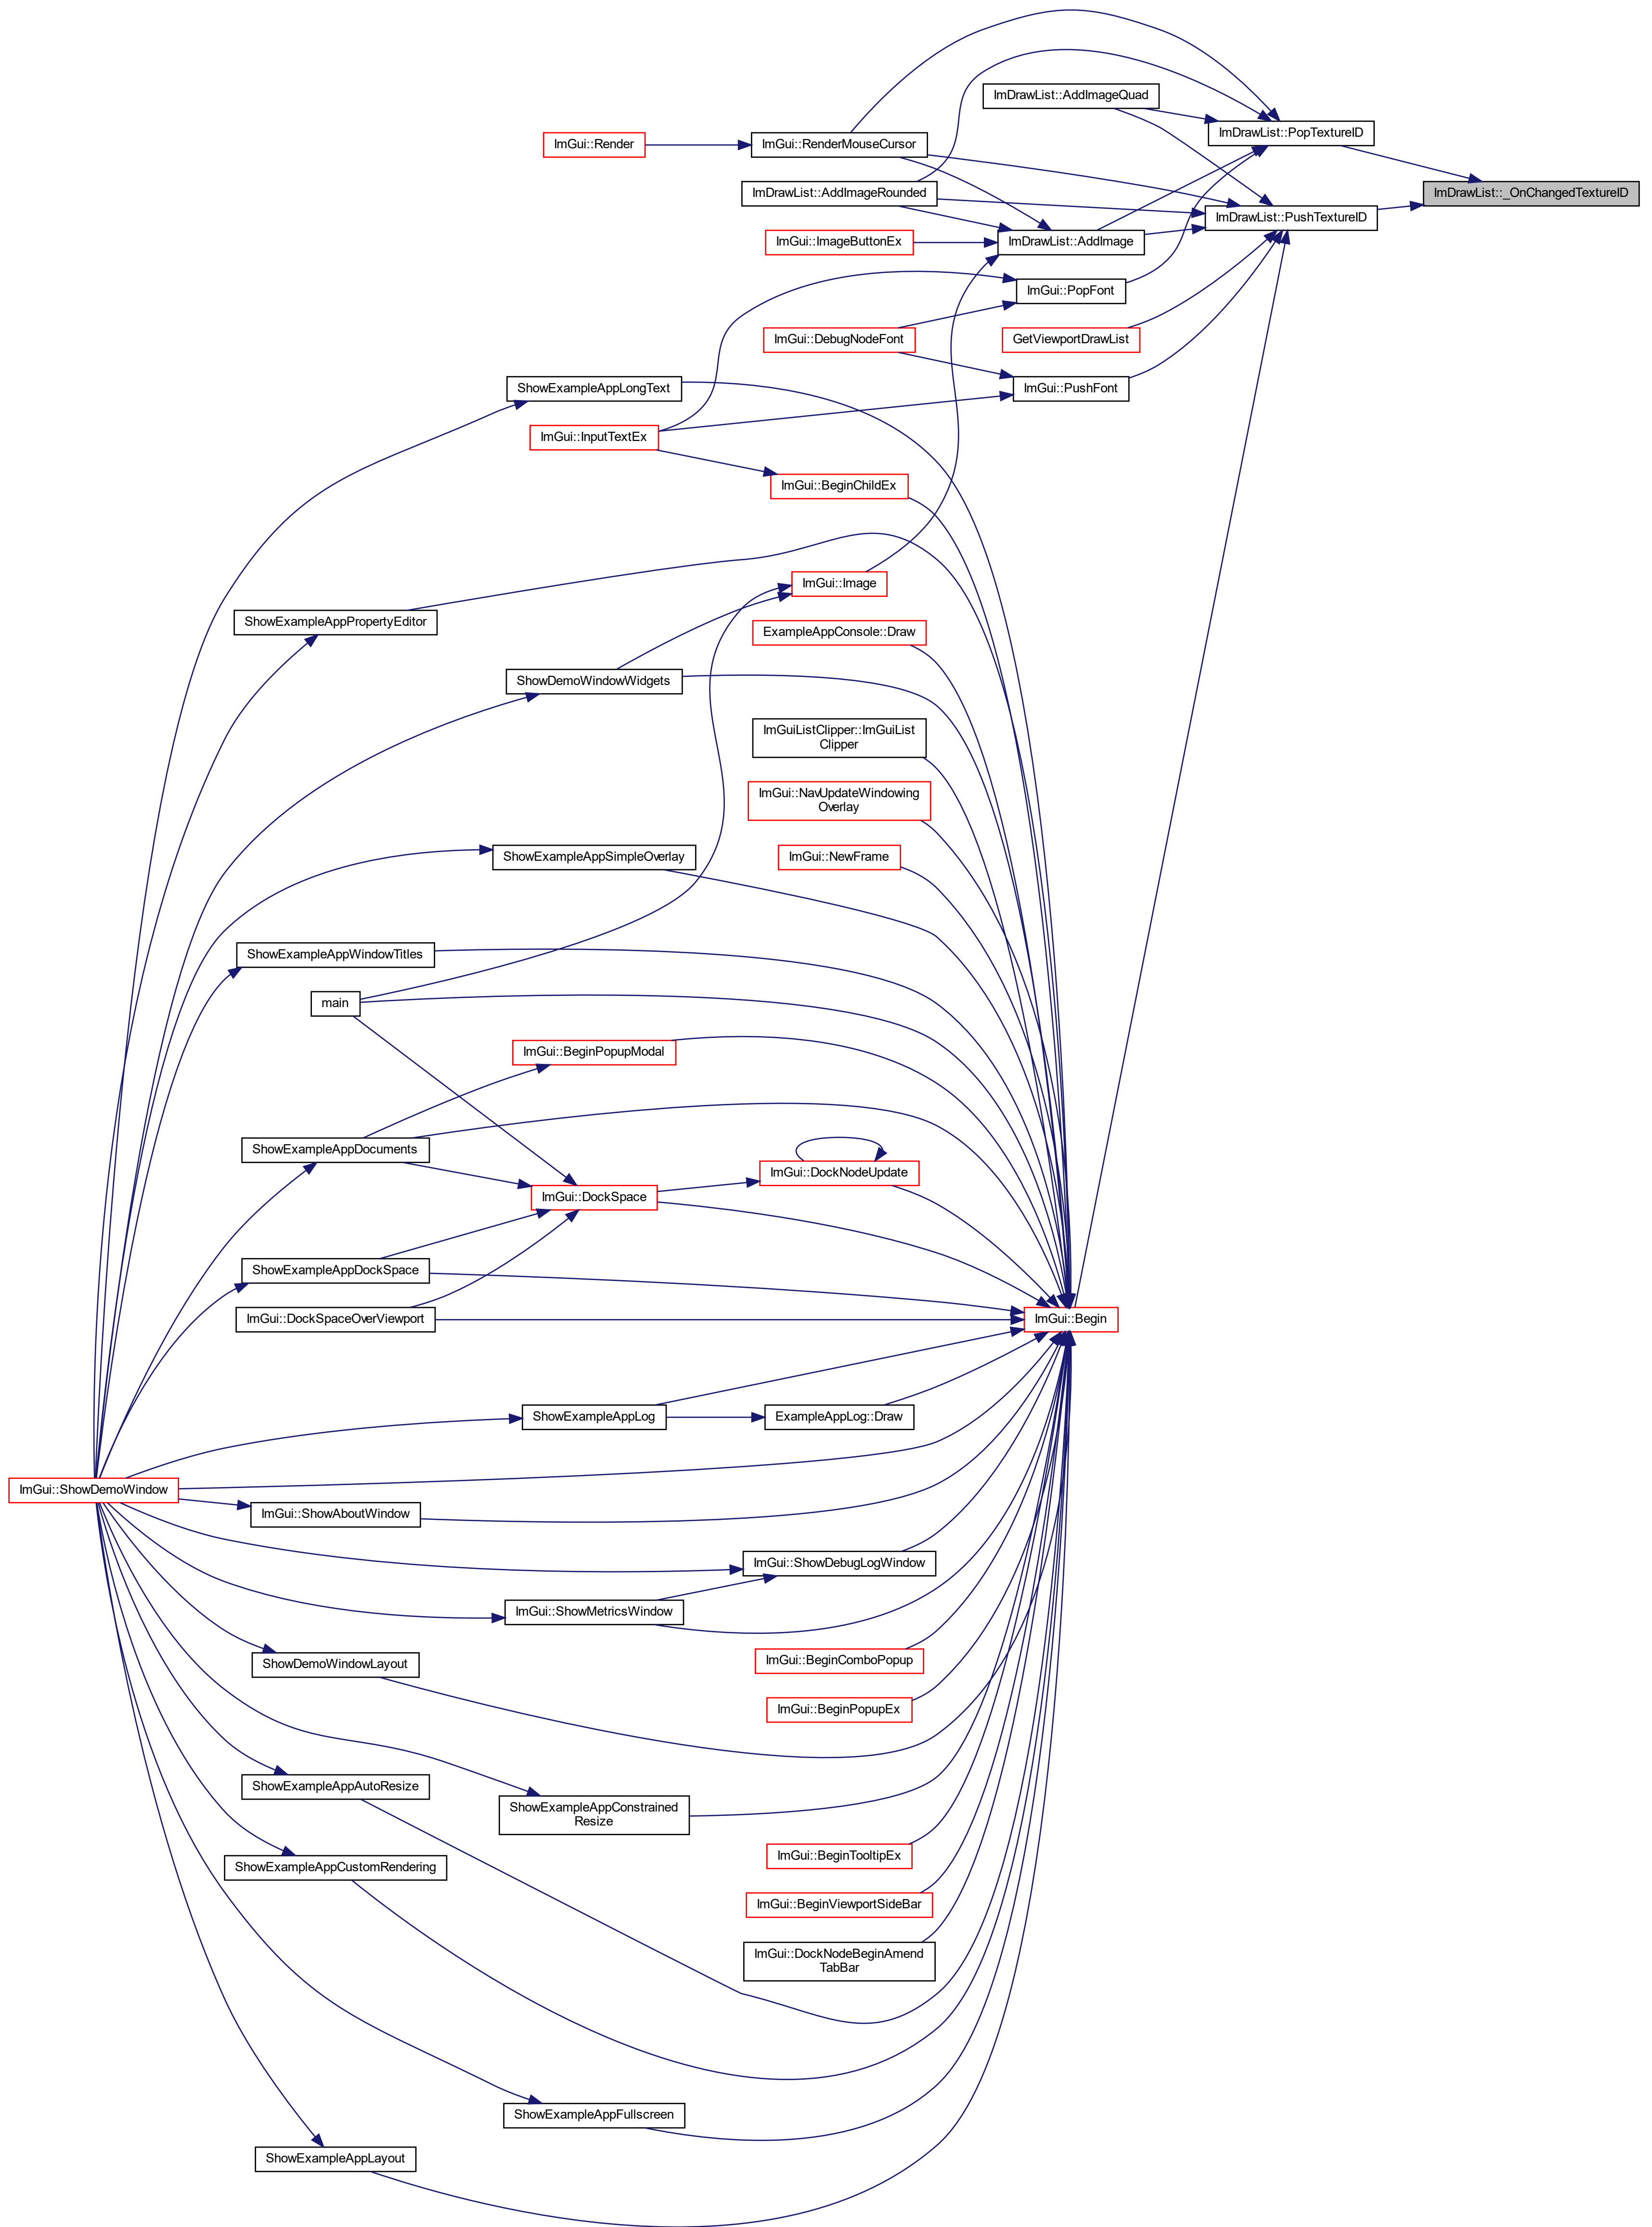 ImDrawList::AddImageQuad
ImDrawList::PopTextureID
ImGui::Render
ImGui::RenderMouseCursor
ImDrawList::AddImageRounded
ImDrawList::_OnChangedTextureID
ImDrawList::PushTextureID
ImGui::ImageButtonEx
ImDrawList::AddImage
ImGui::PopFont
ImGui::DebugNodeFont
GetViewportDrawList
ShowExampleAppLongText
ImGui::PushFont
ImGui::InputTextEx
ImGui::BeginChildEx
ImGui::Image
ShowExampleAppPropertyEditor
ExampleAppConsole::Draw
ShowDemoWindowWidgets
ImGuiListClipper::ImGuiList
Clipper
ImGui::NavUpdateWindowing
Overlay
ShowExampleAppSimpleOverlay
ImGui::NewFrame
ShowExampleAppWindowTitles
main
ImGui::BeginPopupModal
ShowExampleAppDocuments
ImGui::DockNodeUpdate
ImGui::DockSpace
ShowExampleAppDockSpace
ImGui::DockSpaceOverViewport
ImGui::Begin
ShowExampleAppLog
ExampleAppLog::Draw
ImGui::ShowDemoWindow
ImGui::ShowAboutWindow
ImGui::ShowDebugLogWindow
ImGui::ShowMetricsWindow
ShowDemoWindowLayout
ImGui::BeginComboPopup
ImGui::BeginPopupEx
ShowExampleAppAutoResize
ShowExampleAppConstrained
Resize
ImGui::BeginTooltipEx
ShowExampleAppCustomRendering
ImGui::BeginViewportSideBar
ImGui::DockNodeBeginAmend
TabBar
ShowExampleAppFullscreen
ShowExampleAppLayout